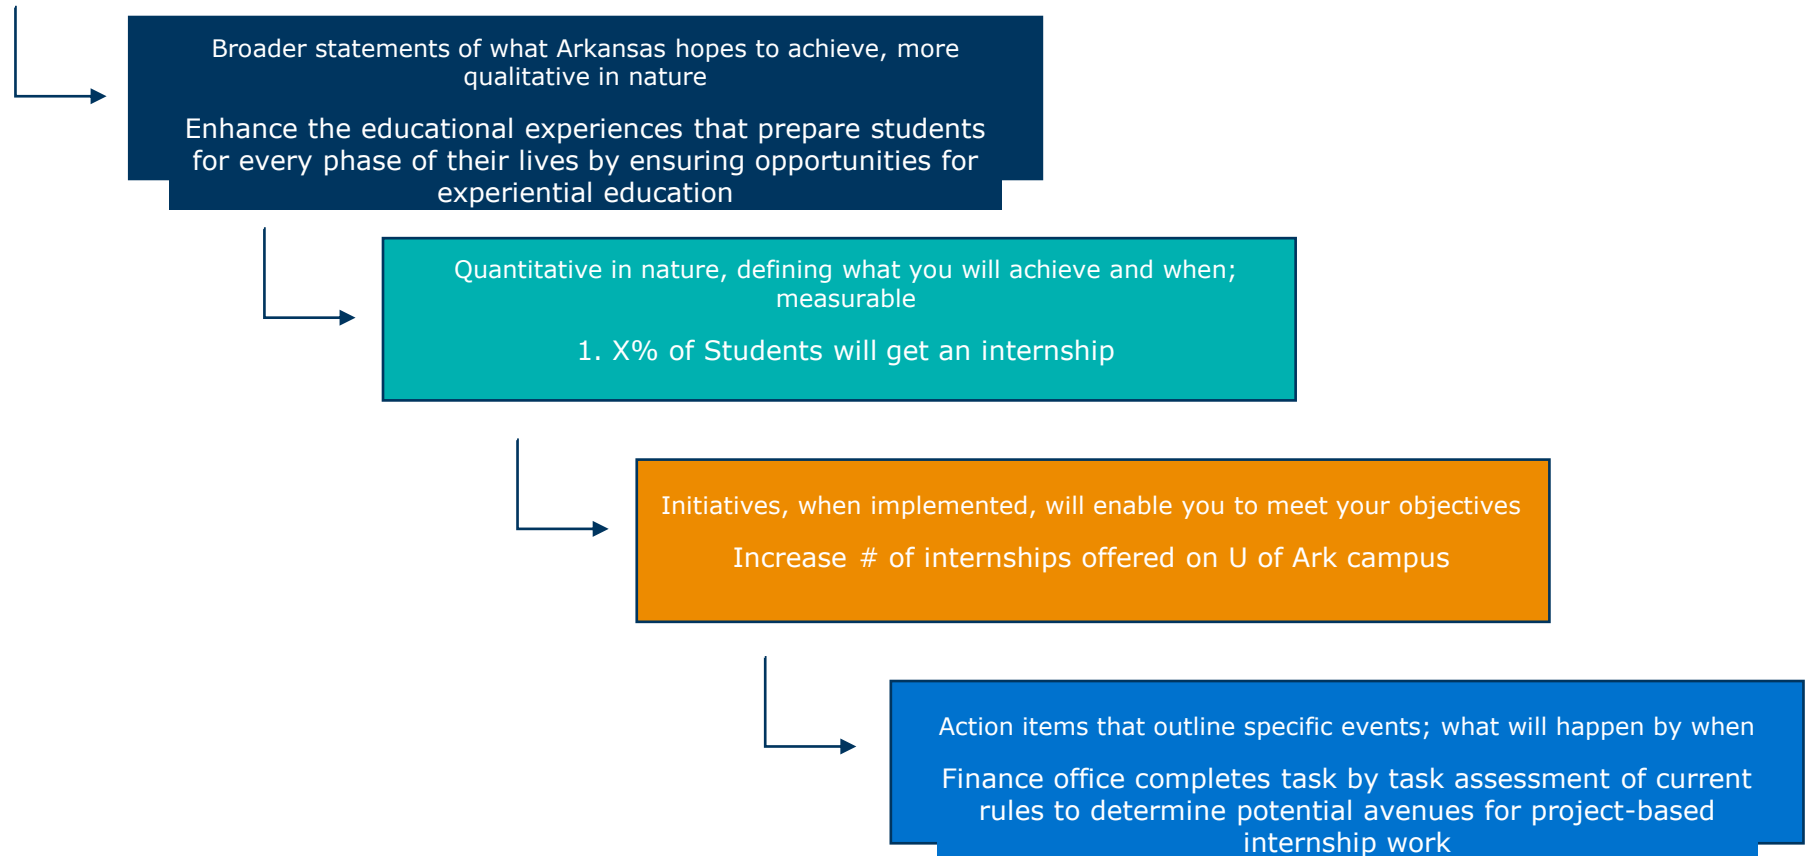 Broader statements of what Arkansas hopes to achieve, more
qualitative in nature
Enhance the educational experiences that prepare students
for every phase of their lives by ensuring opportunities for
experiential education
Quantitative in nature, defining what you will achieve and when;
measurable
1. X% of Students will get an internship
Initiatives, when implemented, will enable you to meet your objectives
Increase # of internships offered on U of Ark campus
Action items that outline specific events; what will happen by when
Finance office completes task by task assessment of current
rules to determine potential avenues for project-based
internship work